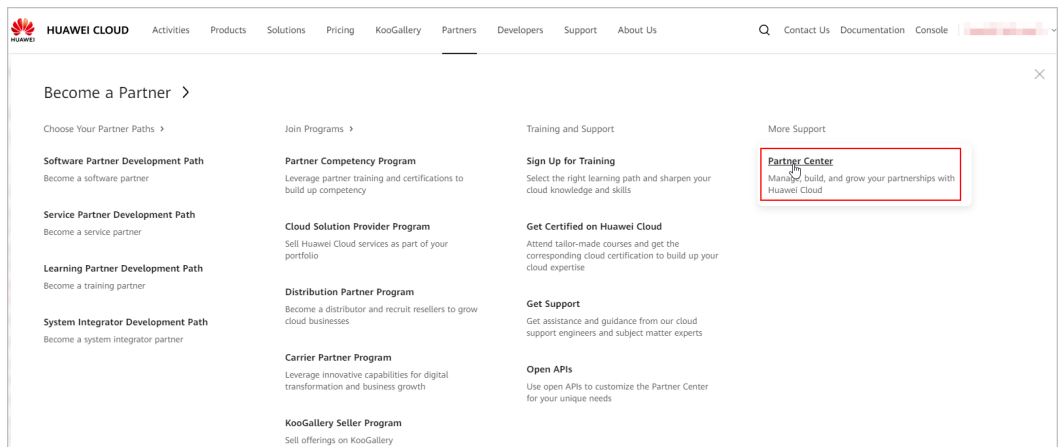 HUAWEI
HUAWEI CLOUD
Activities
Products
Solutions
Pricing
KooGallery
Partners
Developers
Support
About Us
Contact Us
Documentation
Console
Become a Partner >
Choose Your Partner Paths >
Software Partner Development Path
Become a software partner
Service Partner Development Path
Become a service partner
Learning Partner Development Path
Become a training partner
System Integrator Development Path
Become a system integrator partner
Join Programs >
Partner Competency Program
Leverage partner training and certifications to
build up competency
Cloud Solution Provider Program
Sell Huawei Cloud services as part of your
portfolio
Distribution Partner Program
Become a distributor and recruit resellers to grow
cloud businesses
Carrier Partner Program
Leverage innovative capabilities for digital
transformation and business growth
KooGallery Seller Program
Sell offerings on KooGallery
Training and Support
Sign Up for Training
Select the right learning path and sharpen your
cloud knowledge and skills
Get Certified on Huawei Cloud
Attend tailor-made courses and get the
corresponding cloud certification to build up your
cloud expertise
Get Support
Get assistance and guidance from our cloud
support engineers and subject matter experts
Open APIs
Use open APIs to customize the Partner Center
for your unique needs
More Support
Partner Center
Manage, build, and grow your partnerships with
Huawei Cloud